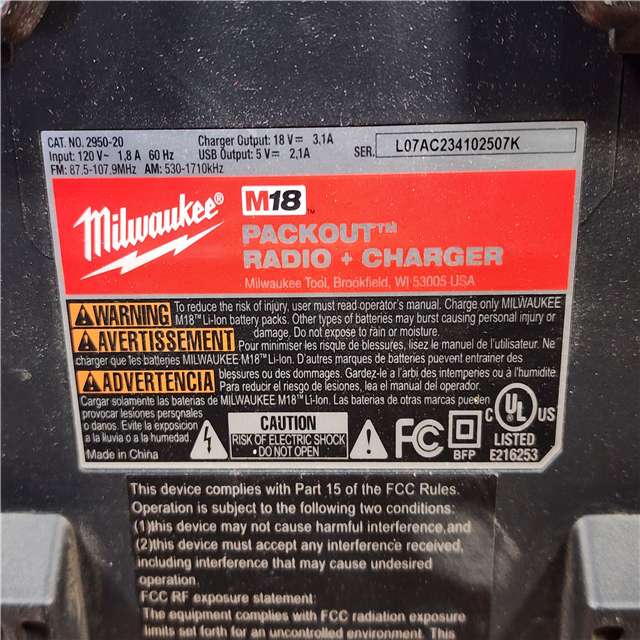 CAT. NO. 2950-20
Charger Output: 18 V⎓ 3,1A
Input: 120 V~ 1,8 A 60 Hz
USB Output: 5 V⎓ 2,1A
SER. L07AC234102507K
FM: 87.5-107.9MHz AM: 530-1710kHz
Milwaukee®
M18™
PACKOUT™
RADIO + CHARGER
Milwaukee Tool, Brookfield, WI 53005 USA
WARNING To reduce the risk of injury, user must read operator's manual. Charge only MILWAUKEE
M18™ Li-Ion battery packs. Other types of batteries may burst causing personal injury or
damage. Do not expose to rain or moisture.
AVERTISSEMENT Pour minimiser les risque de blessures, lisez le manuel de l'utilisateur. Ne
charger que les batteries MILWAUKEE M18™ Li-Ion. D'autres marques de batteries peuvent entrainer des
blessures ou des dommages. Gardez-le a l'arbi des intemperies ou a l'humidité.
ADVERTENCIA Para reducir el riesgo de lesiones, lea el manual del operador.
Cargar solamente las baterias de MILWAUKEE M18™ Li-Ion. Las baterias de otras marcas pueden
provocar lesiones personales
o danos. Evite la exposicion
a la lluvia o a la humedad.
Made in China
CAUTION
RISK OF ELECTRIC SHOCK
• DO NOT OPEN
FC
BFP
C UL US
LISTED
E216253
This device complies with Part 15 of the FCC Rules.
Operation is subject to the following two conditions:
(1)this device may not cause harmful interference,and
(2)this device must accept any interference received,
including interference that may cause undesired
operation.
FCC RF exposure statement:
The equipment complies with FCC radiation exposure
limits set forth for an uncontrolled environment. This